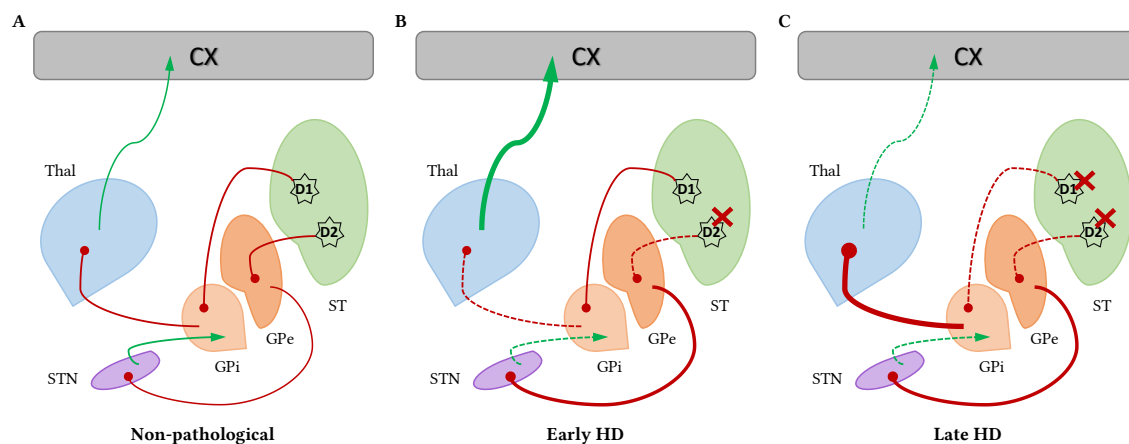 A
B
C
CX
CX
CX
Thal
Thal
Thal
D1
D1
D1
D2
D2
D2
ST
ST
ST
GPe
GPe
GPe
GPi
GPi
GPi
STN
STN
STN
Non-pathological
Early HD
Late HD